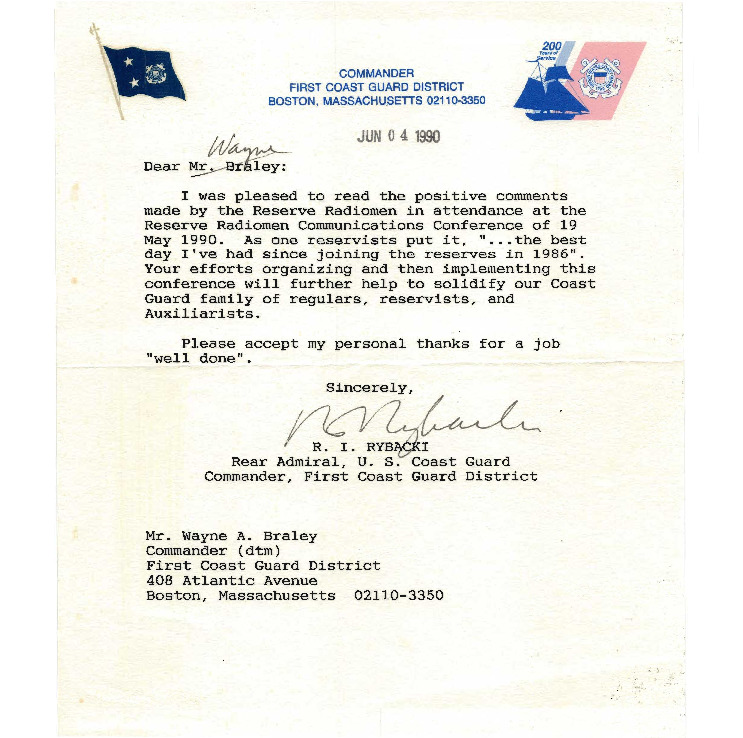 200
Years of
Service
COMMANDER
FIRST COAST GUARD DISTRICT
BOSTON, MASSACHUSETTS 02110-3350
JUN 04 1990
Wayne
Dear Mr. Braley:
I was pleased to read the positive comments
made by the Reserve Radiomen in attendance at the
Reserve Radiomen Communications Conference of 19
May 1990. As one reservists put it, "...the best
day I've had since joining the reserves in 1986".
Your efforts organizing and then implementing this
conference will further help to solidify our Coast
Guard family of regulars, reservists, and
Auxiliarists.
Please accept my personal thanks for a job
"well done".
Sincerely,
R. I. RYBACKI
Rear Admiral, U. S. Coast Guard
Commander, First Coast Guard District
Mr. Wayne A. Braley
Commander (dtm)
First Coast Guard District
408 Atlantic Avenue
Boston, Massachusetts 02110-3350